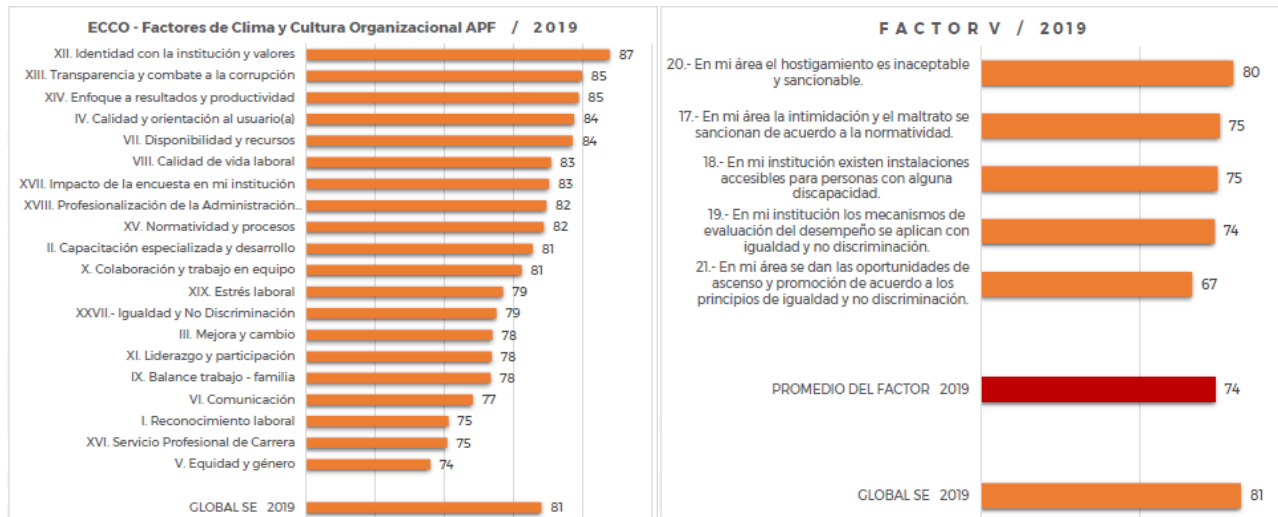 ECCO - Factores de Clima y Cultura Organizacional APF / 2019
XII. Identidad con la institución y valores 87
XIII. Transparencia y combate a la corrupción 85
XIV. Enfoque a resultados y productividad 85
IV. Calidad y orientación al usuario(a) 84
VII. Disponibilidad y recursos 84
VIII. Calidad de vida laboral 83
XVII. Impacto de la encuesta en mi institución 83
XVIII. Profesionalización de la Administración... 82
XV. Normatividad y procesos 82
II. Capacitación especializada y desarrollo 81
X. Colaboración y trabajo en equipo 81
XIX. Estrés laboral 79
XXVII.- Igualdad y No Discriminación 79
III. Mejora y cambio 78
XI. Liderazgo y participación 78
IX. Balance trabajo - familia 78
VI. Comunicación 77
I. Reconocimiento laboral 75
XVI. Servicio Profesional de Carrera 75
V. Equidad y género 74
GLOBAL SE 2019 81
FACTOR V / 2019
20.- En mi área el hostigamiento es inaceptable
y sancionable. 80
17.- En mi área la intimidación y el maltrato se
sancionan de acuerdo a la normatividad. 75
18.- En mi institución existen instalaciones
accesibles para personas con alguna
discapacidad. 75
19.- En mi institución los mecanismos de
evaluación del desempeño se aplican con
igualdad y no discriminación. 74
21.- En mi área se dan las oportunidades de
ascenso y promoción de acuerdo a los
principios de igualdad y no discriminación. 67
PROMEDIO DEL FACTOR 2019 74
GLOBAL SE 2019 81